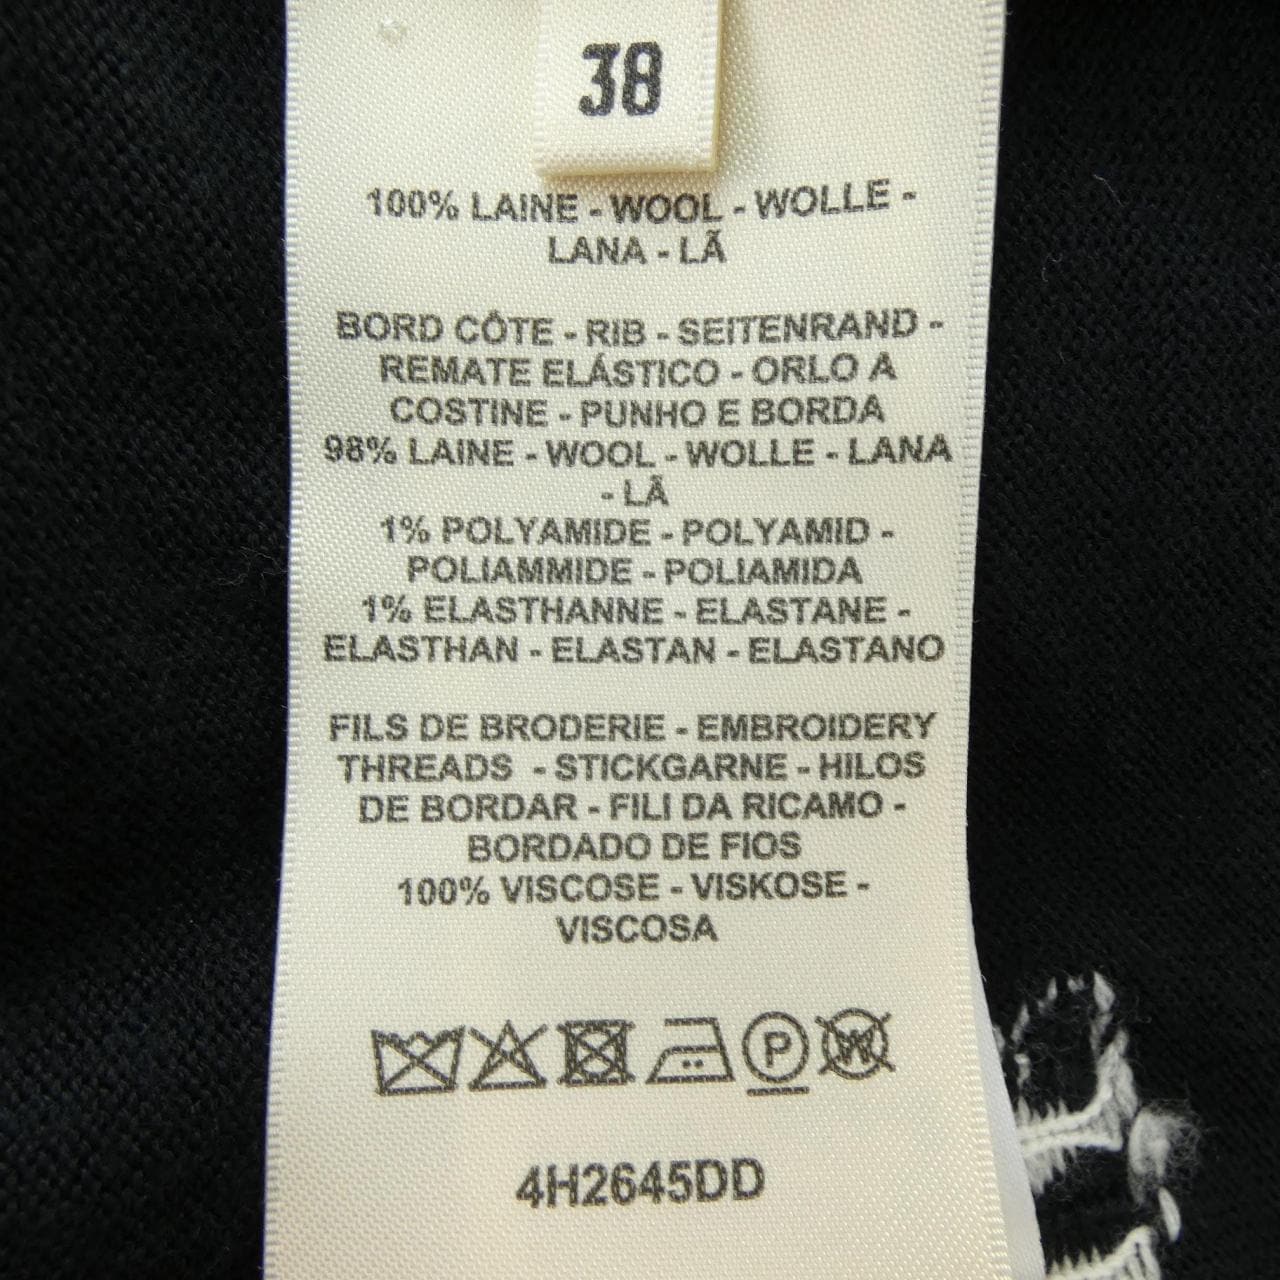 38
100% LAINE - WOOL - WOLLE -
LANA - LÃ
BORD CÔTE - RIB - SEITENRAND -
REMATE ELÁSTICO - ORLO A
COSTINE - PUNHO E BORDA
98% LAINE - WOOL - WOLLE - LANA
- LÃ
1% POLYAMIDE - POLYAMID -
POLIAMMIDE - POLIAMIDA
1% ELASTHANNE - ELASTANE -
ELASTHAN - ELASTAN - ELASTANO
FILS DE BRODERIE - EMBROIDERY
THREADS - STICKGARNE - HILOS
DE BORDAR - FILI DA RICAMO -
BORDADO DE FIOS
100% VISCOSE - VISKOSE -
VISCOSA
P W
4H2645DD